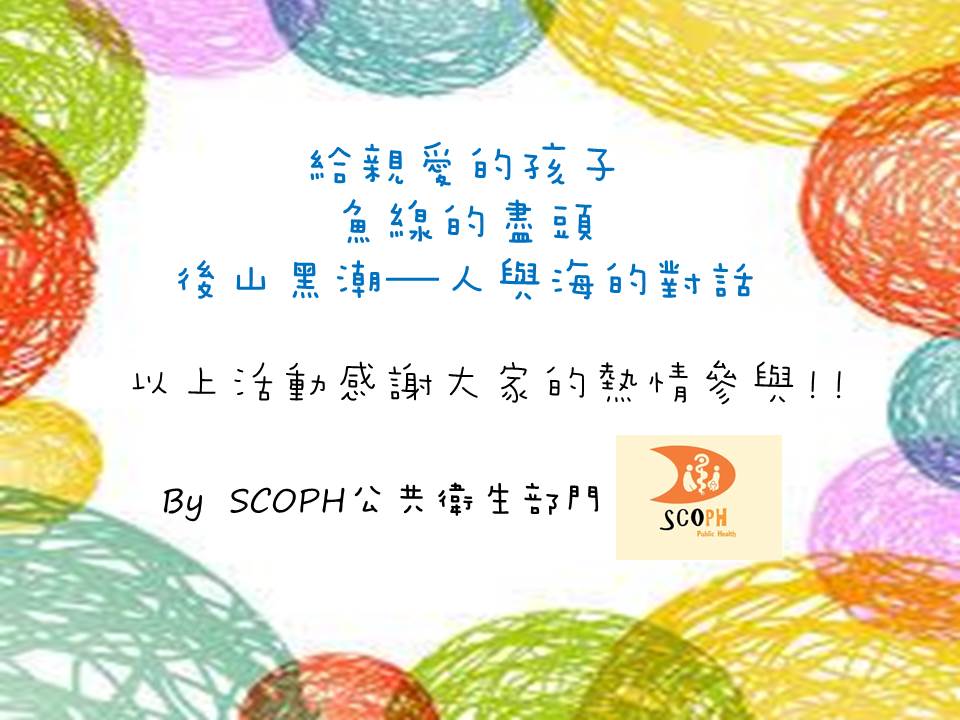 給親愛的孩子
魚線的盡頭
後山黑潮──人與海的對話
以上活動感謝大家的熱情參與!!
By SCOPH公共衛生部門
SCOPH
Public Health